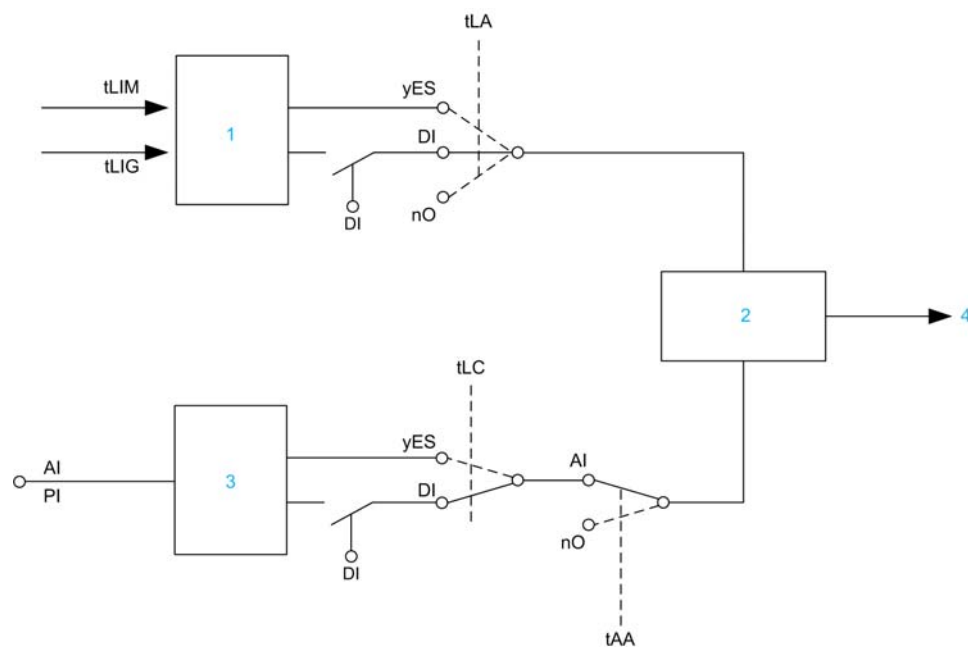 tLA
tLIM
yES
1
DI
tLIG
DI
nO
2
4
tLC
yES
AI
AI
3
DI
PI
nO
DI
tAA